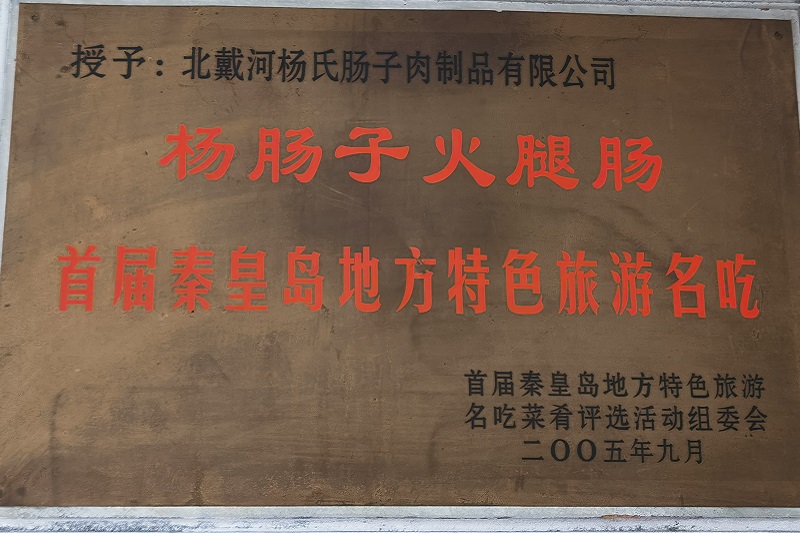 授予：北戴河杨氏肠子肉制品有限公司
杨肠子火腿肠
首届秦皇岛地方特色旅游名吃
首届秦皇岛地方特色旅游
名吃菜肴评选活动组委会
二〇〇五年九月